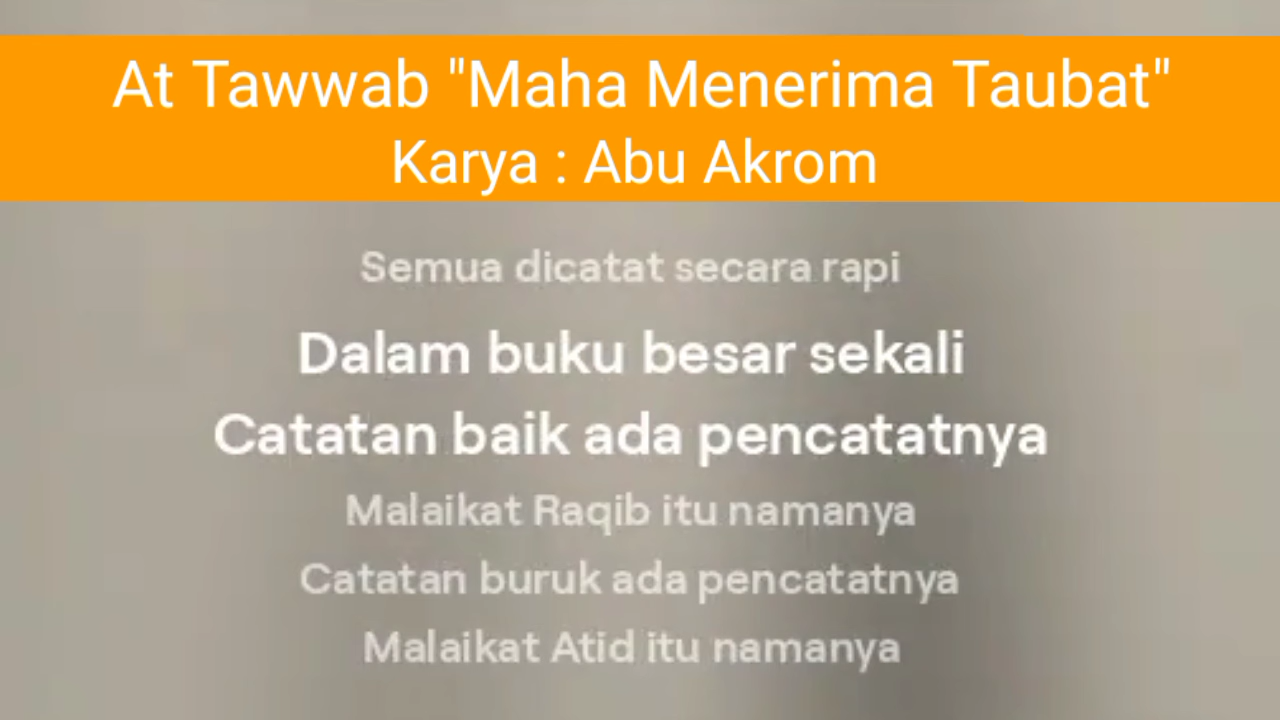 At Tawwab "Maha Menerima Taubat"
Karya : Abu Akrom
Semua dicatat secara rapi
Dalam buku besar sekali
Catatan baik ada pencatatnya
Malaikat Raqib itu namanya
Catatan buruk ada pencatatnya
Malaikat Atid itu namanya